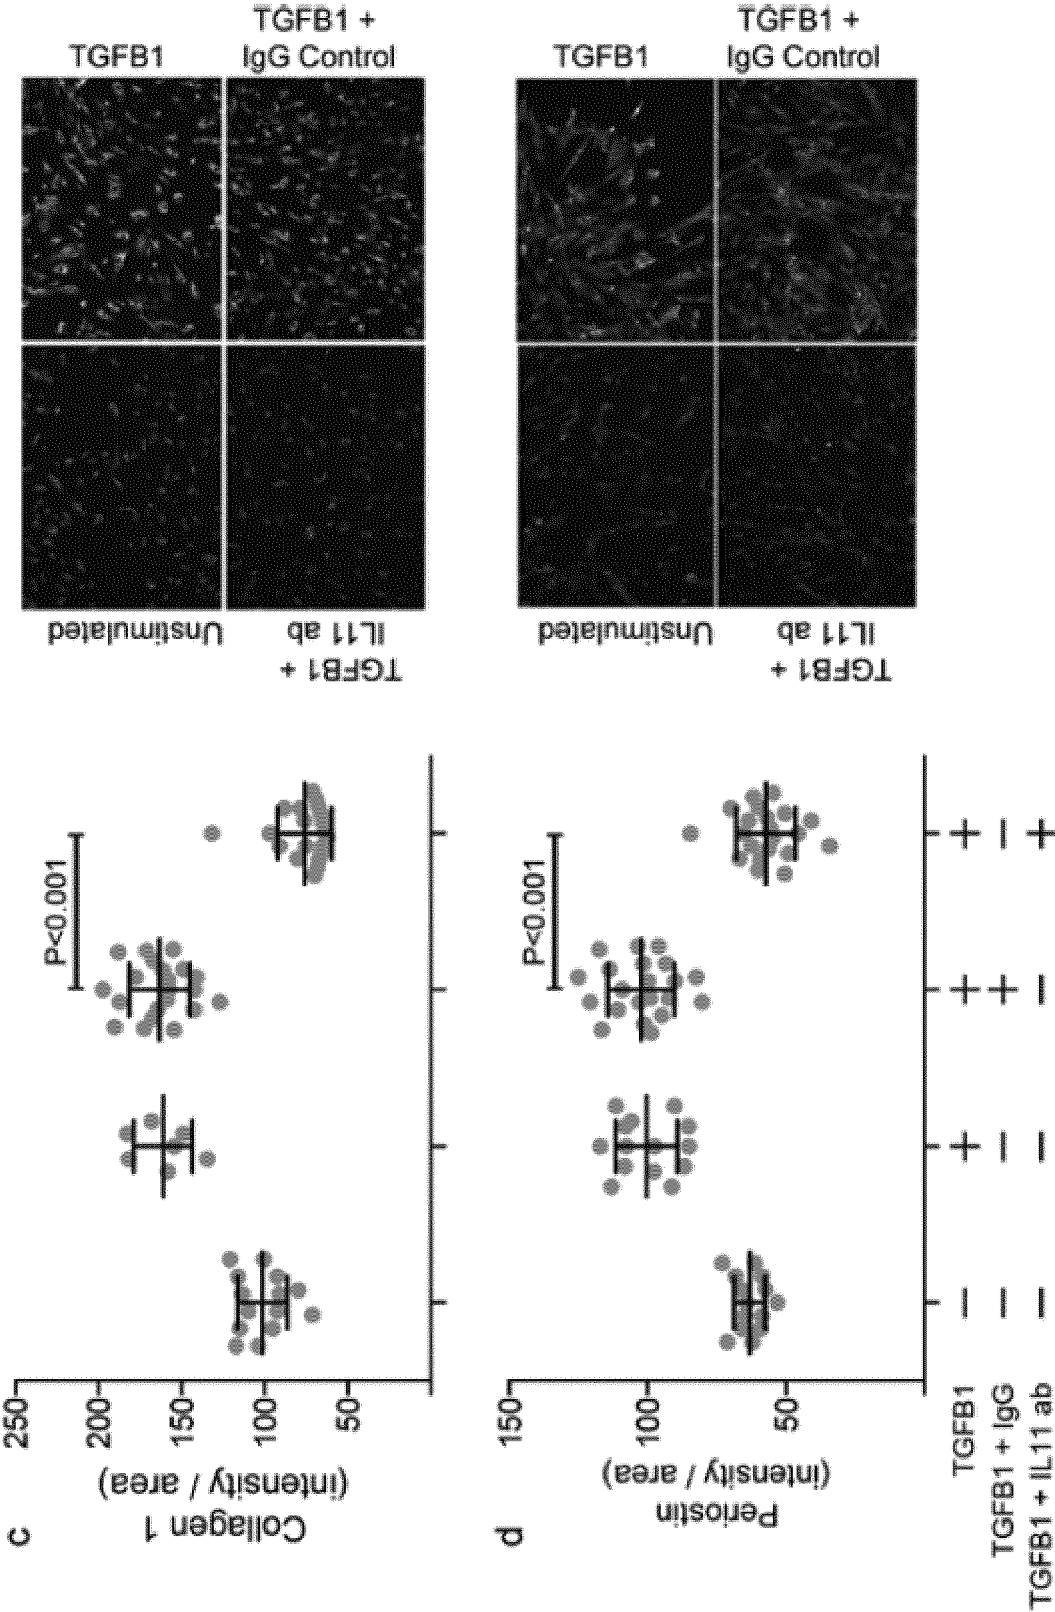 c
Collagen 1
(intensity / area)
250
200
150
100
50
P<0.001
Unstimulated
TGFB1
TGFB1 +
IL11 ab
TGFB1 +
IgG Control
d
Periostin
(intensity / area)
150
100
50
P<0.001
Unstimulated
TGFB1
TGFB1 +
IL11 ab
TGFB1 +
IgG Control
TGFB1 − + + +
TGFB1 + IgG − − + −
TGFB1 + IL11 ab − − − +